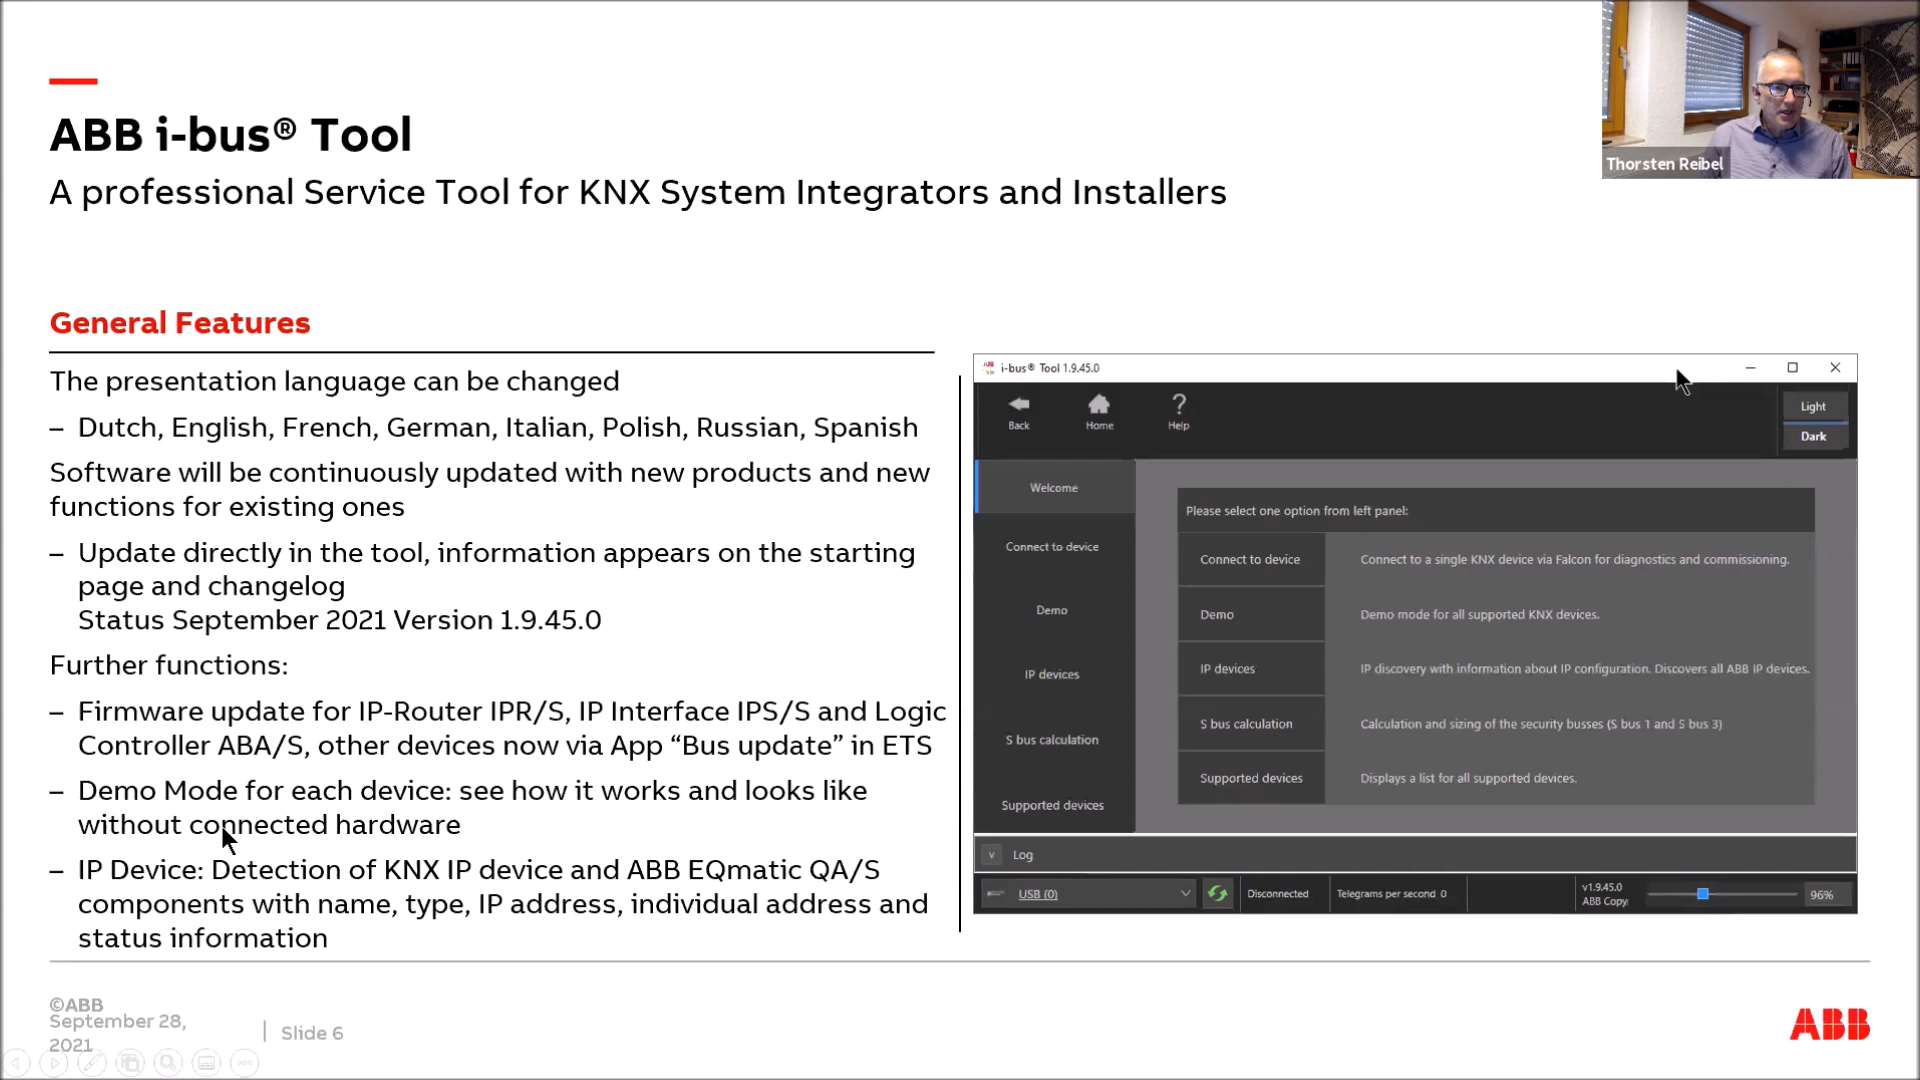 ABB i-bus® Tool
A professional Service Tool for KNX System Integrators and Installers
Thorsten Reibel
General Features
The presentation language can be changed
– Dutch, English, French, German, Italian, Polish, Russian, Spanish
Software will be continuously updated with new products and new
functions for existing ones
– Update directly in the tool, information appears on the starting
page and changelog
Status September 2021 Version 1.9.45.0
Further functions:
– Firmware update for IP-Router IPR/S, IP Interface IPS/S and Logic
Controller ABA/S, other devices now via App “Bus update” in ETS
– Demo Mode for each device: see how it works and looks like
without connected hardware
– IP Device: Detection of KNX IP device and ABB EQmatic QA/S
components with name, type, IP address, individual address and
status information
i-bus® Tool 1.9.45.0
Back
Home
Help
Light
Dark
Welcome
Connect to device
Demo
IP devices
S bus calculation
Supported devices
Please select one option from left panel:
Connect to device Connect to a single KNX device via Falcon for diagnostics and commissioning.
Demo Demo mode for all supported KNX devices.
IP devices IP discovery with information about IP configuration. Discovers all ABB IP devices.
S bus calculation Calculation and sizing of the security busses (S bus 1 and S bus 3)
Supported devices Displays a list for all supported devices.
v Log
USB (0)
Disconnected
Telegrams per second 0
v1.9.45.0
ABB Copy
96%
©ABB
September 28,
2021
Slide 6
ABB